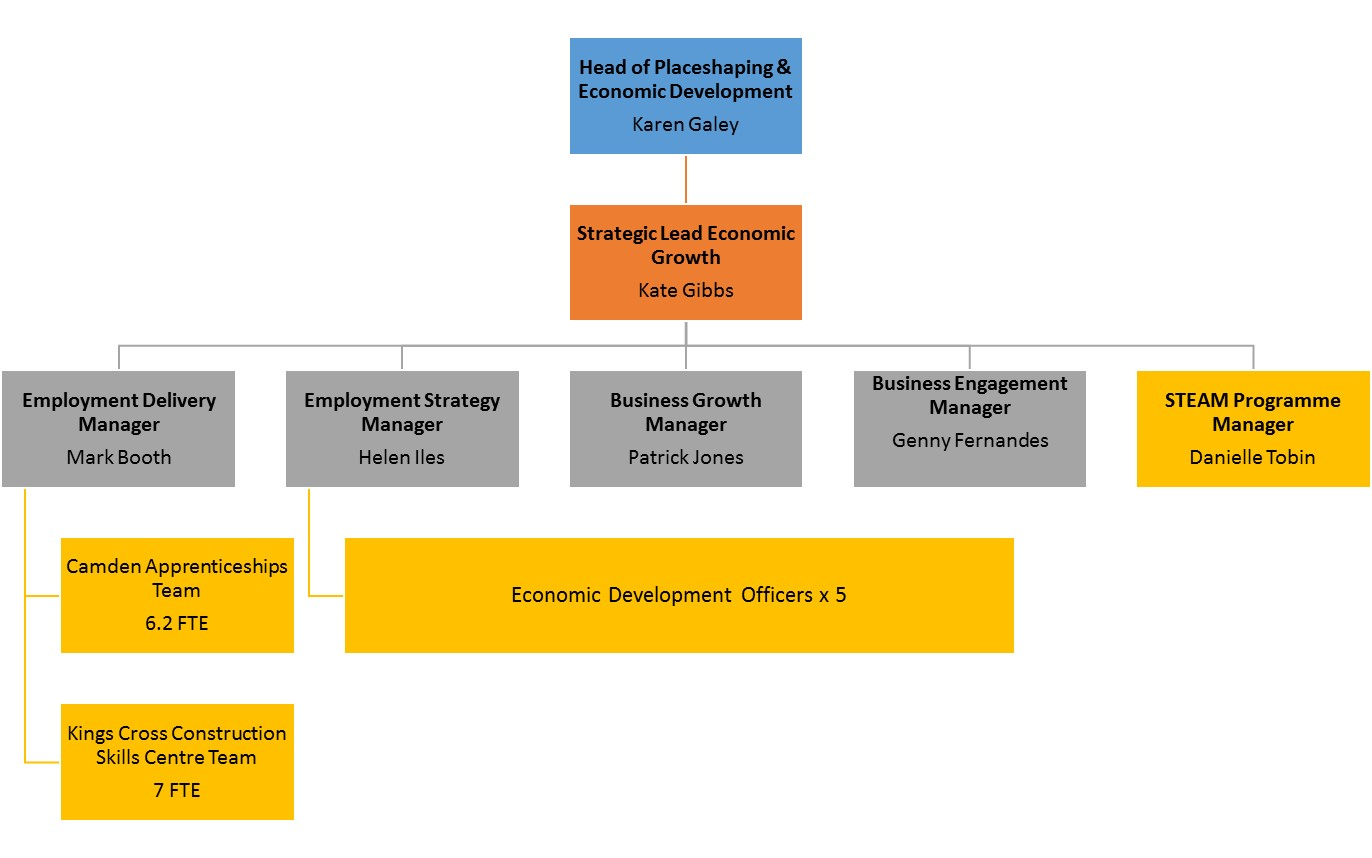 Head of Placeshaping &
Economic Development
Karen Galey
Strategic Lead Economic
Growth
Kate Gibbs
Employment Delivery
Manager
Mark Booth
Employment Strategy
Manager
Helen Iles
Business Growth
Manager
Patrick Jones
Business Engagement
Manager
Genny Fernandes
STEAM Programme
Manager
Danielle Tobin
Camden Apprenticeships
Team
6.2 FTE
Economic Development Officers x 5
Kings Cross Construction
Skills Centre Team
7 FTE